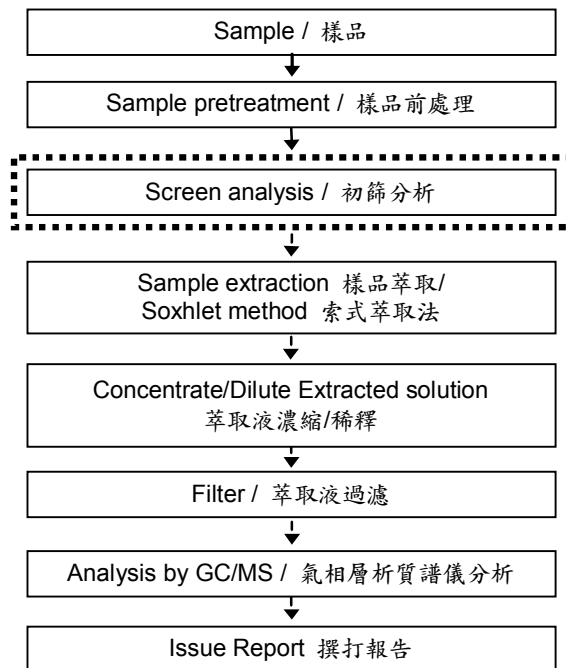 Sample / 樣品
Sample pretreatment / 樣品前處理
Screen analysis / 初篩分析
Sample extraction 樣品萃取/
Soxhlet method 索式萃取法
Concentrate/Dilute Extracted solution
萃取液濃縮/稀釋
Filter / 萃取液過濾
Analysis by GC/MS / 氣相層析質譜儀分析
Issue Report 撰打報告